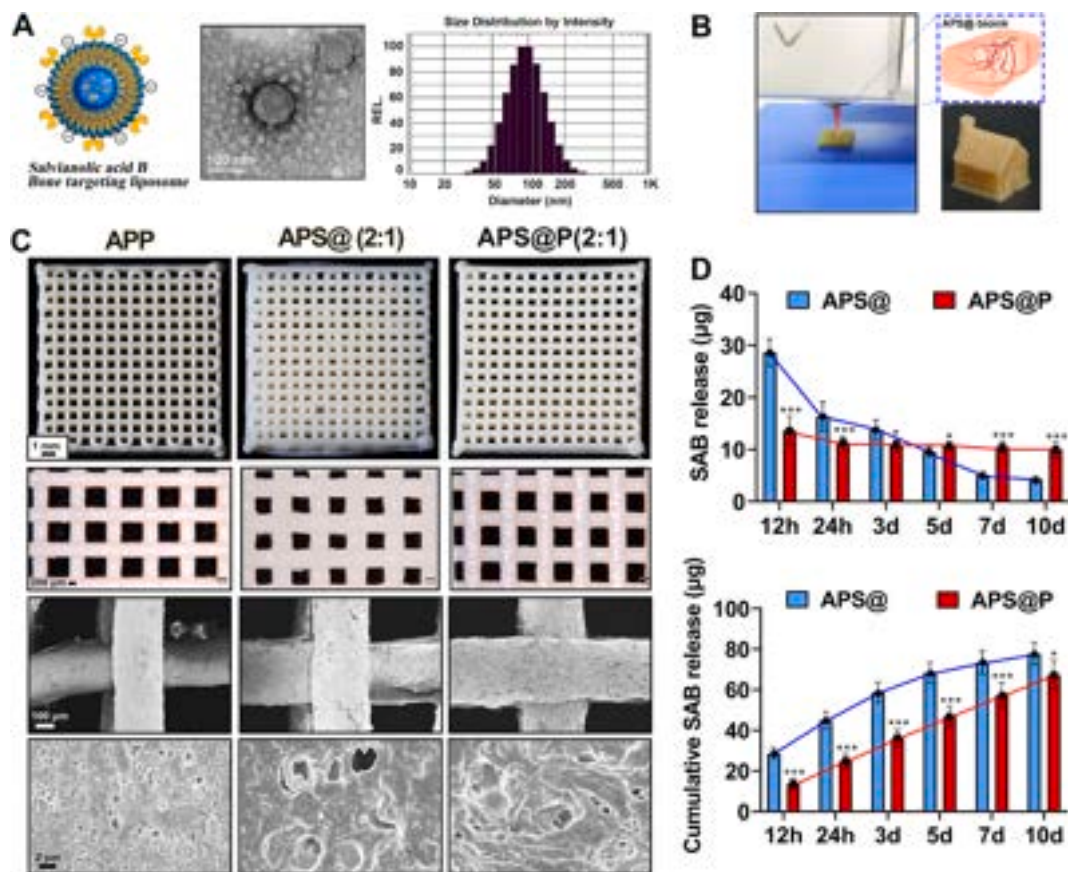 A
Salvianolic acid B
Bone targeting liposome
100 nm
Size Distribution by Intensity
REL.
100
80
60
40
20
0
10 20 50 100 200 500 1K
Diameter (nm)
B
APS@ bioink
C
APP
APS@ (2:1)
APS@P(2:1)
1 mm
200 μm
100 μm
2 μm
D
SAB release (μg)
APS@
APS@P
40
30
20
10
0
***
***
*
***
***
12h 24h 3d 5d 7d 10d
Cumulative SAB release (μg)
APS@
APS@P
100
80
60
40
20
0
***
***
***
***
***
*
12h 24h 3d 5d 7d 10d